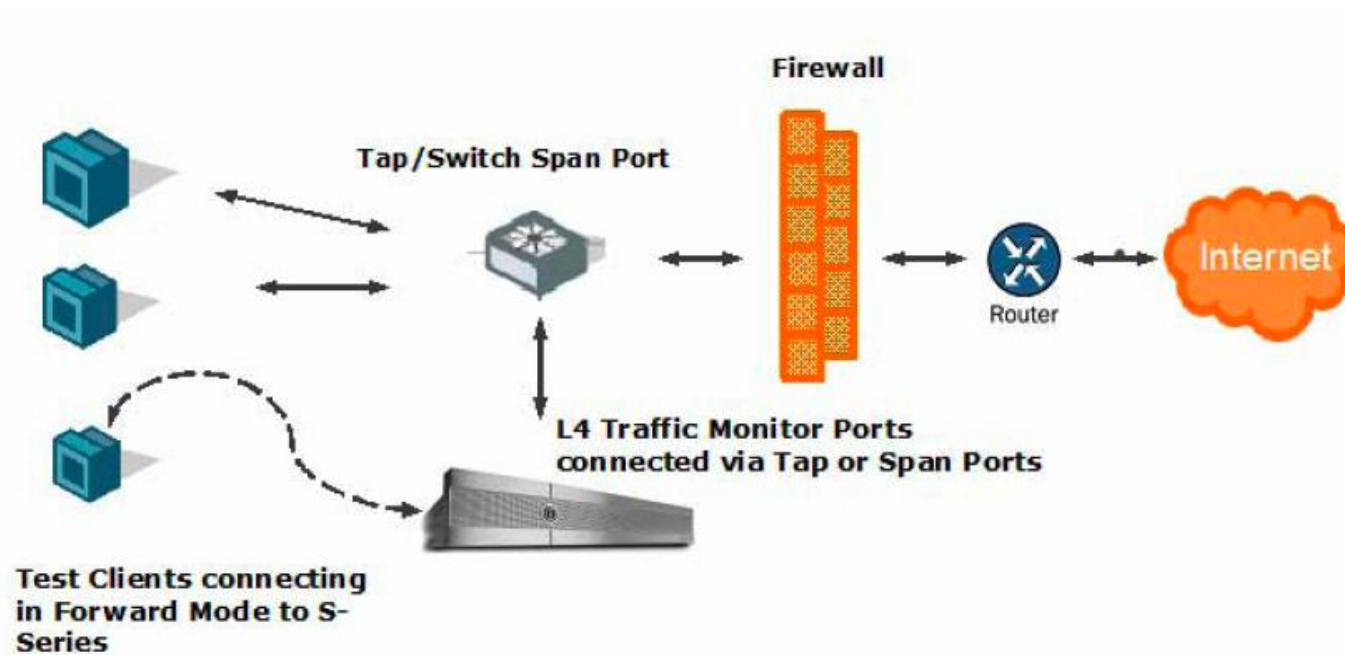 Firewall
Tap/Switch Span Port
Internet
Router
L4 Traffic Monitor Ports
connected via Tap or Span Ports
Test Clients connecting
in Forward Mode to S-
Series